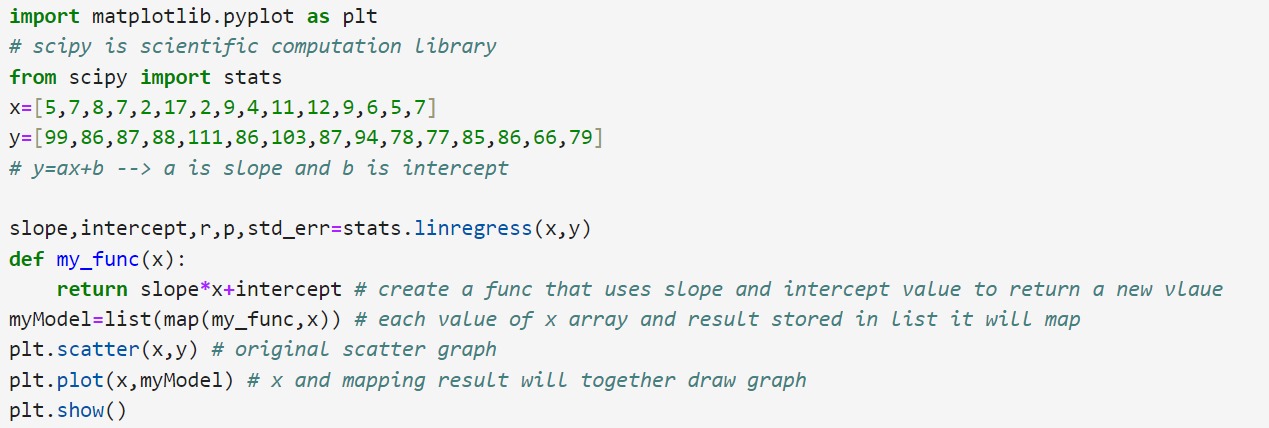 import matplotlib.pyplot as plt
# scipy is scientific computation library
from scipy import stats
x=[5,7,8,7,2,17,2,9,4,11,12,9,6,5,7]
y=[99,86,87,88,111,86,103,87,94,78,77,85,86,66,79]
# y=ax+b --> a is slope and b is intercept

slope,intercept,r,p,std_err=stats.linregress(x,y)
def my_func(x):
    return slope*x+intercept # create a func that uses slope and intercept value to return a new vlaue
myModel=list(map(my_func,x)) # each value of x array and result stored in list it will map
plt.scatter(x,y) # original scatter graph
plt.plot(x,myModel) # x and mapping result will together draw graph
plt.show()